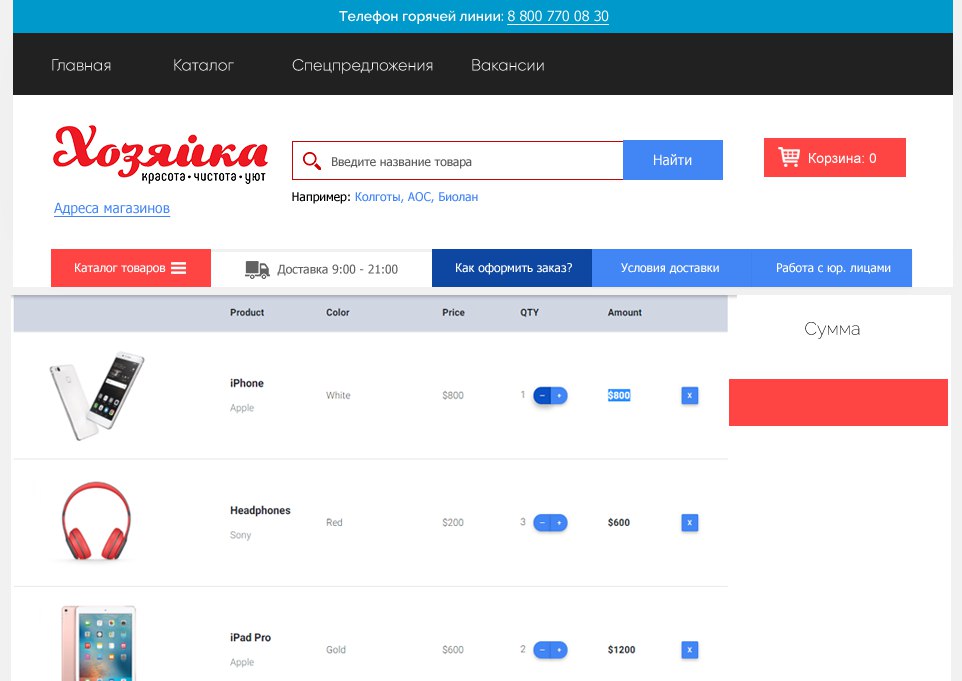 Телефон горячей линии: 8 800 770 08 30
Главная Каталог Спецпредложения Вакансии
Хозяйка
красота • чистота • уют
Адреса магазинов
Введите название товара Найти
Например: Колготы, АОС, Биолан
Корзина: 0
Каталог товаров Доставка 9:00 - 21:00 Как оформить заказ? Условия доставки Работа с юр. лицами
Product Color Price QTY Amount
Сумма
iPhone
Apple
White $800 1 - + $800 x
Headphones
Sony
Red $200 3 - + $600 x
iPad Pro
Apple
Gold $600 2 - + $1200 x